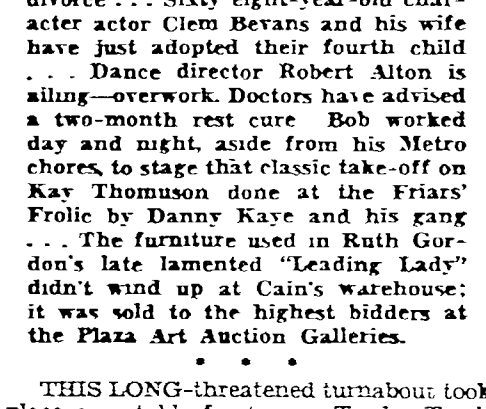 divorce . . . Sixty eight-year-old char-
acter actor Clem Bevans and his wife
have just adopted their fourth child
. . . Dance director Robert Alton is
ailing—overwork. Doctors have advised
a two-month rest cure Bob worked
day and night, aside from his Metro
chores, to stage that classic take-off on
Kay Thomuson done at the Friars'
Frolic by Danny Kaye and his gang
. . . The furniture used in Ruth Gor-
don's late lamented "Leading Lady"
didn't wind up at Cain's warehouse;
it was sold to the highest bidders at
the Plaza Art Auction Galleries.
• • •
THIS LONG-threatened turnabout took